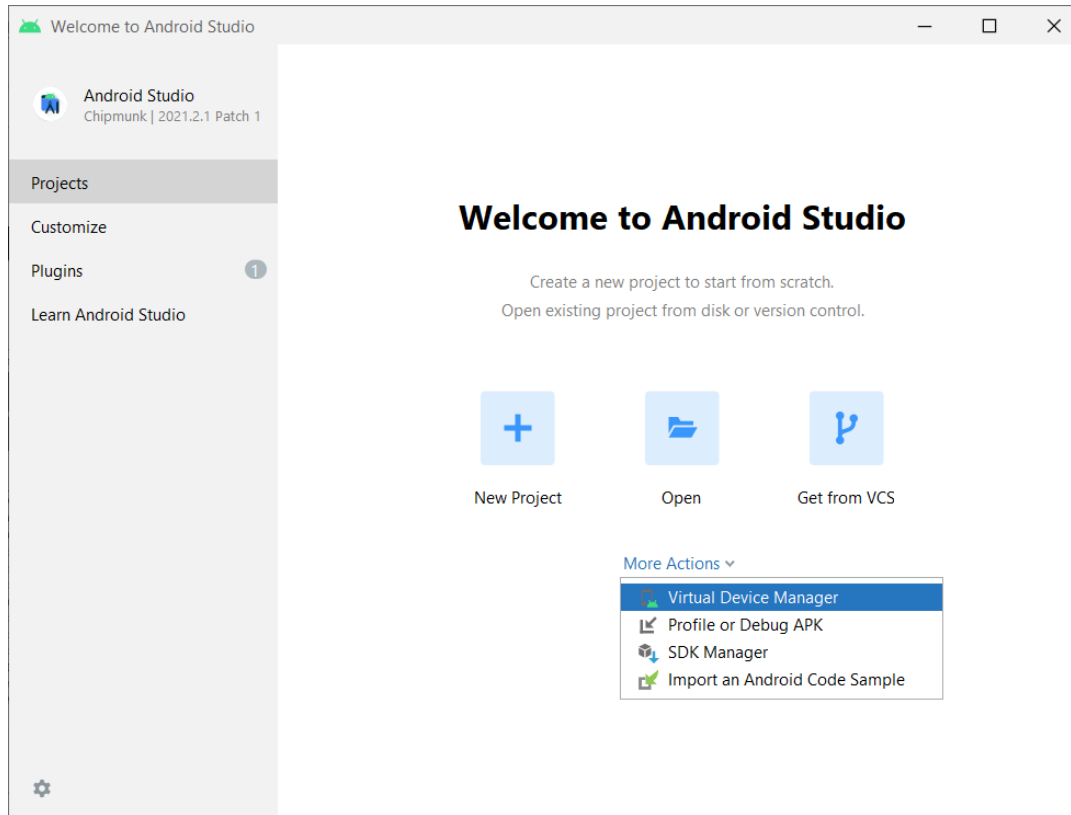 Welcome to Android Studio
Android Studio
Chipmunk | 2021.2.1 Patch 1
Projects
Customize
Plugins
1
Learn Android Studio
Welcome to Android Studio
Create a new project to start from scratch.
Open existing project from disk or version control.
New Project
Open
Get from VCS
More Actions
Virtual Device Manager
Profile or Debug APK
SDK Manager
Import an Android Code Sample